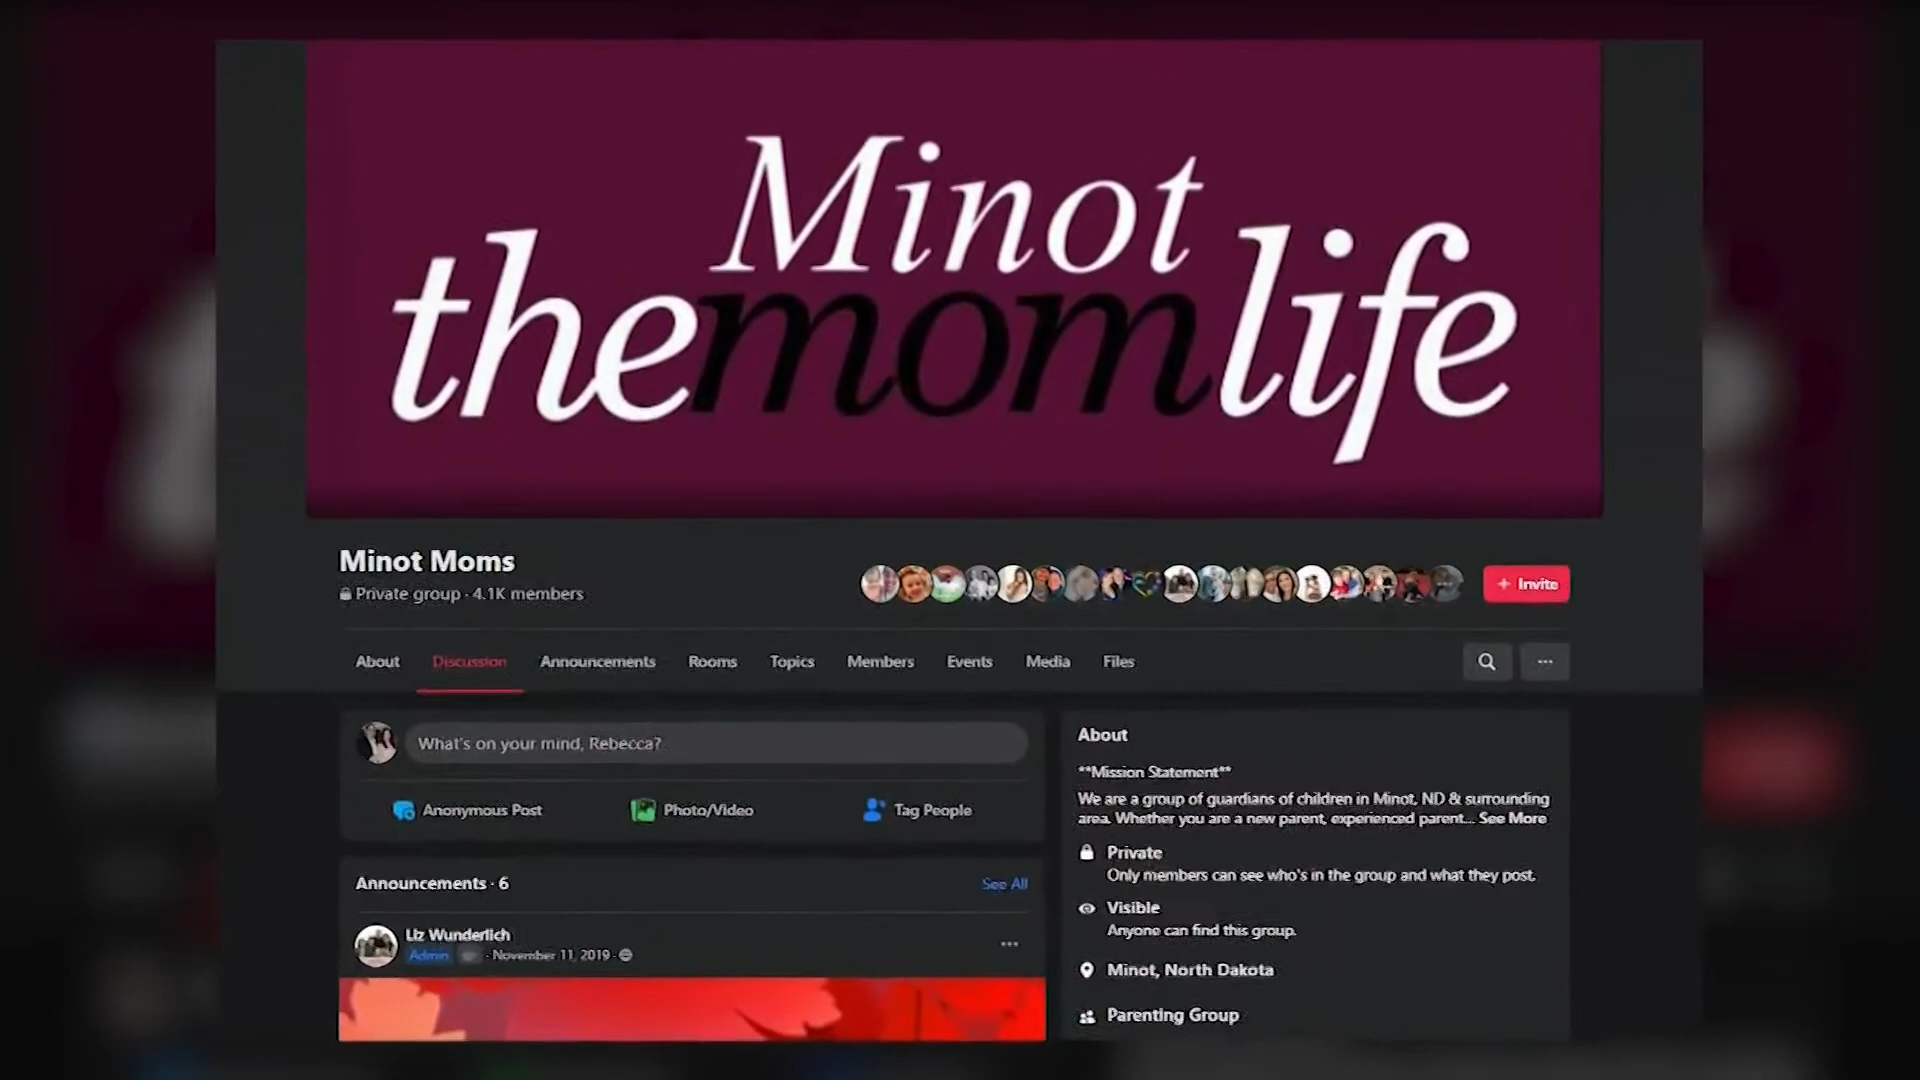 Minot
themomlife
Minot Moms
Private group · 4.1K members
+ Invite
About Discussion Announcements Rooms Topics Members Events Media Files
What's on your mind, Rebecca?
Anonymous Post Photo/Video Tag People
Announcements · 6 See All
Liz Wunderlich
Admin · November 11, 2019 ·
About
**Mission Statement**
We are a group of guardians of children in Minot, ND & surrounding
area. Whether you are a new parent, experienced parent... See More
Private
Only members can see who's in the group and what they post.
Visible
Anyone can find this group.
Minot, North Dakota
Parenting Group